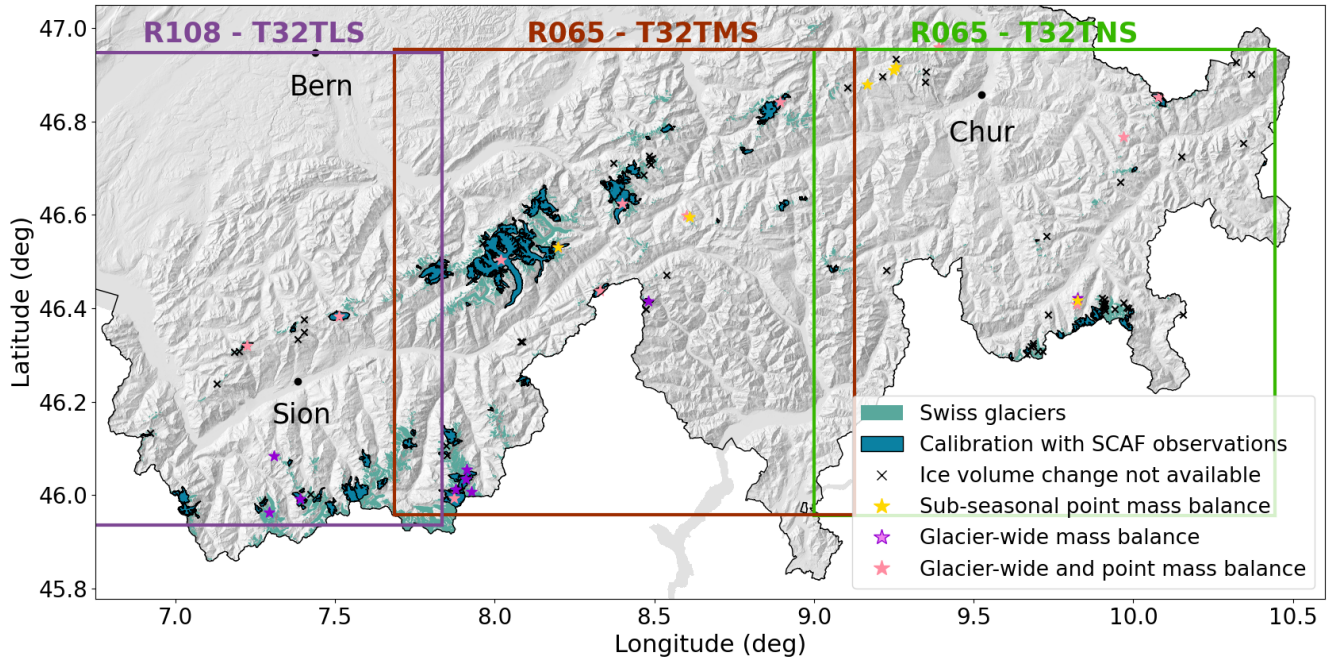 R108 - T32TLS
R065 - T32TMS
R065 - T32TNS
47.0
46.8
46.6
46.4
46.2
46.0
45.8
Latitude (deg)
Bern
Chur
Sion
Swiss glaciers
Calibration with SCAF observations
Ice volume change not available
Sub-seasonal point mass balance
Glacier-wide mass balance
Glacier-wide and point mass balance
7.0 7.5 8.0 8.5 9.0 9.5 10.0 10.5
Longitude (deg)